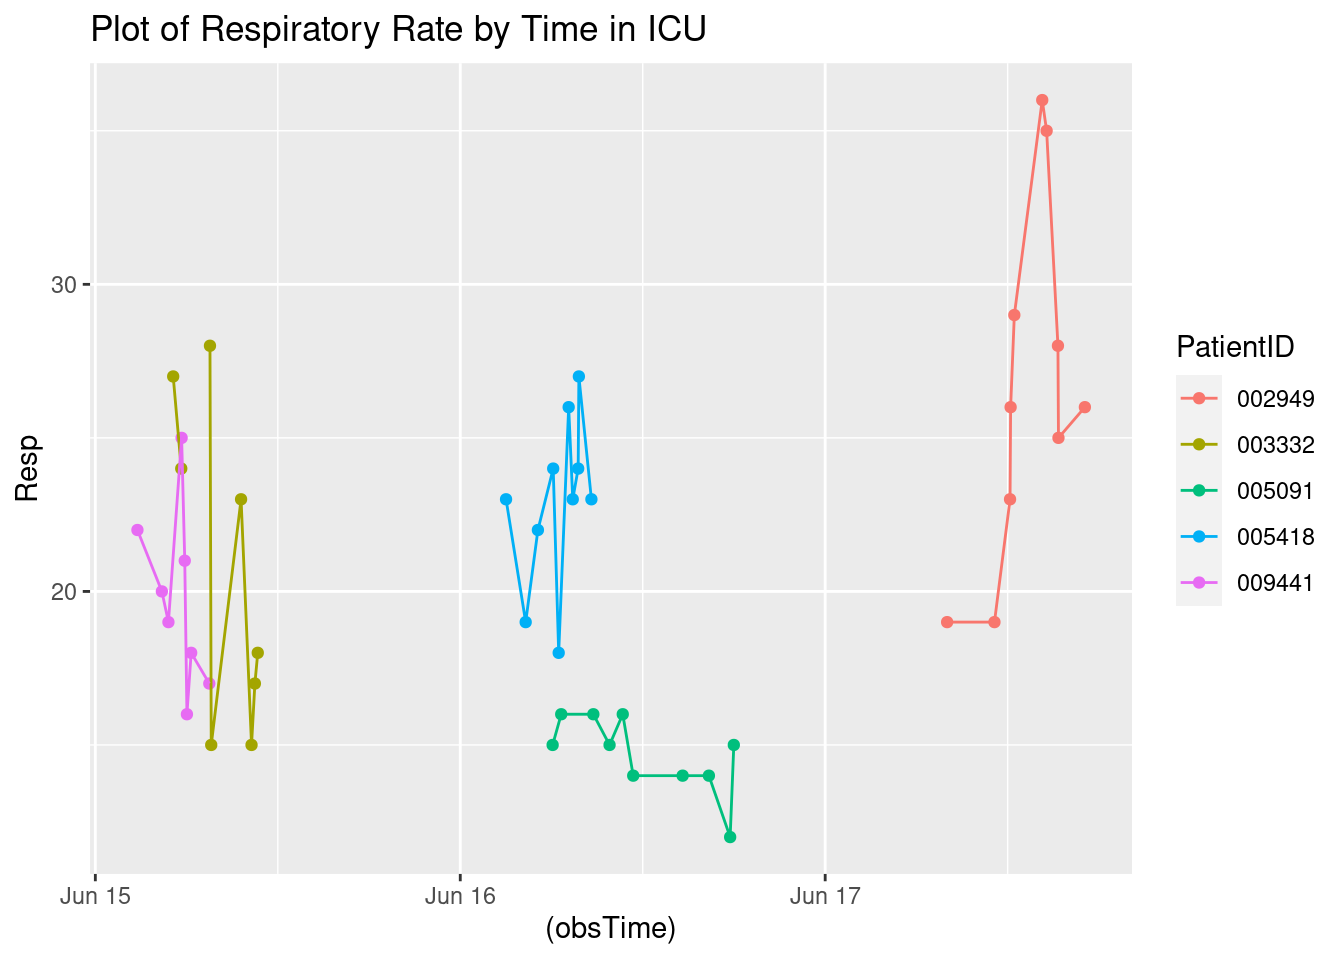 Plot of Respiratory Rate by Time in ICU
Resp
30
20
Jun 15
Jun 16
Jun 17
(obsTime)
PatientID
002949
003332
005091
005418
009441